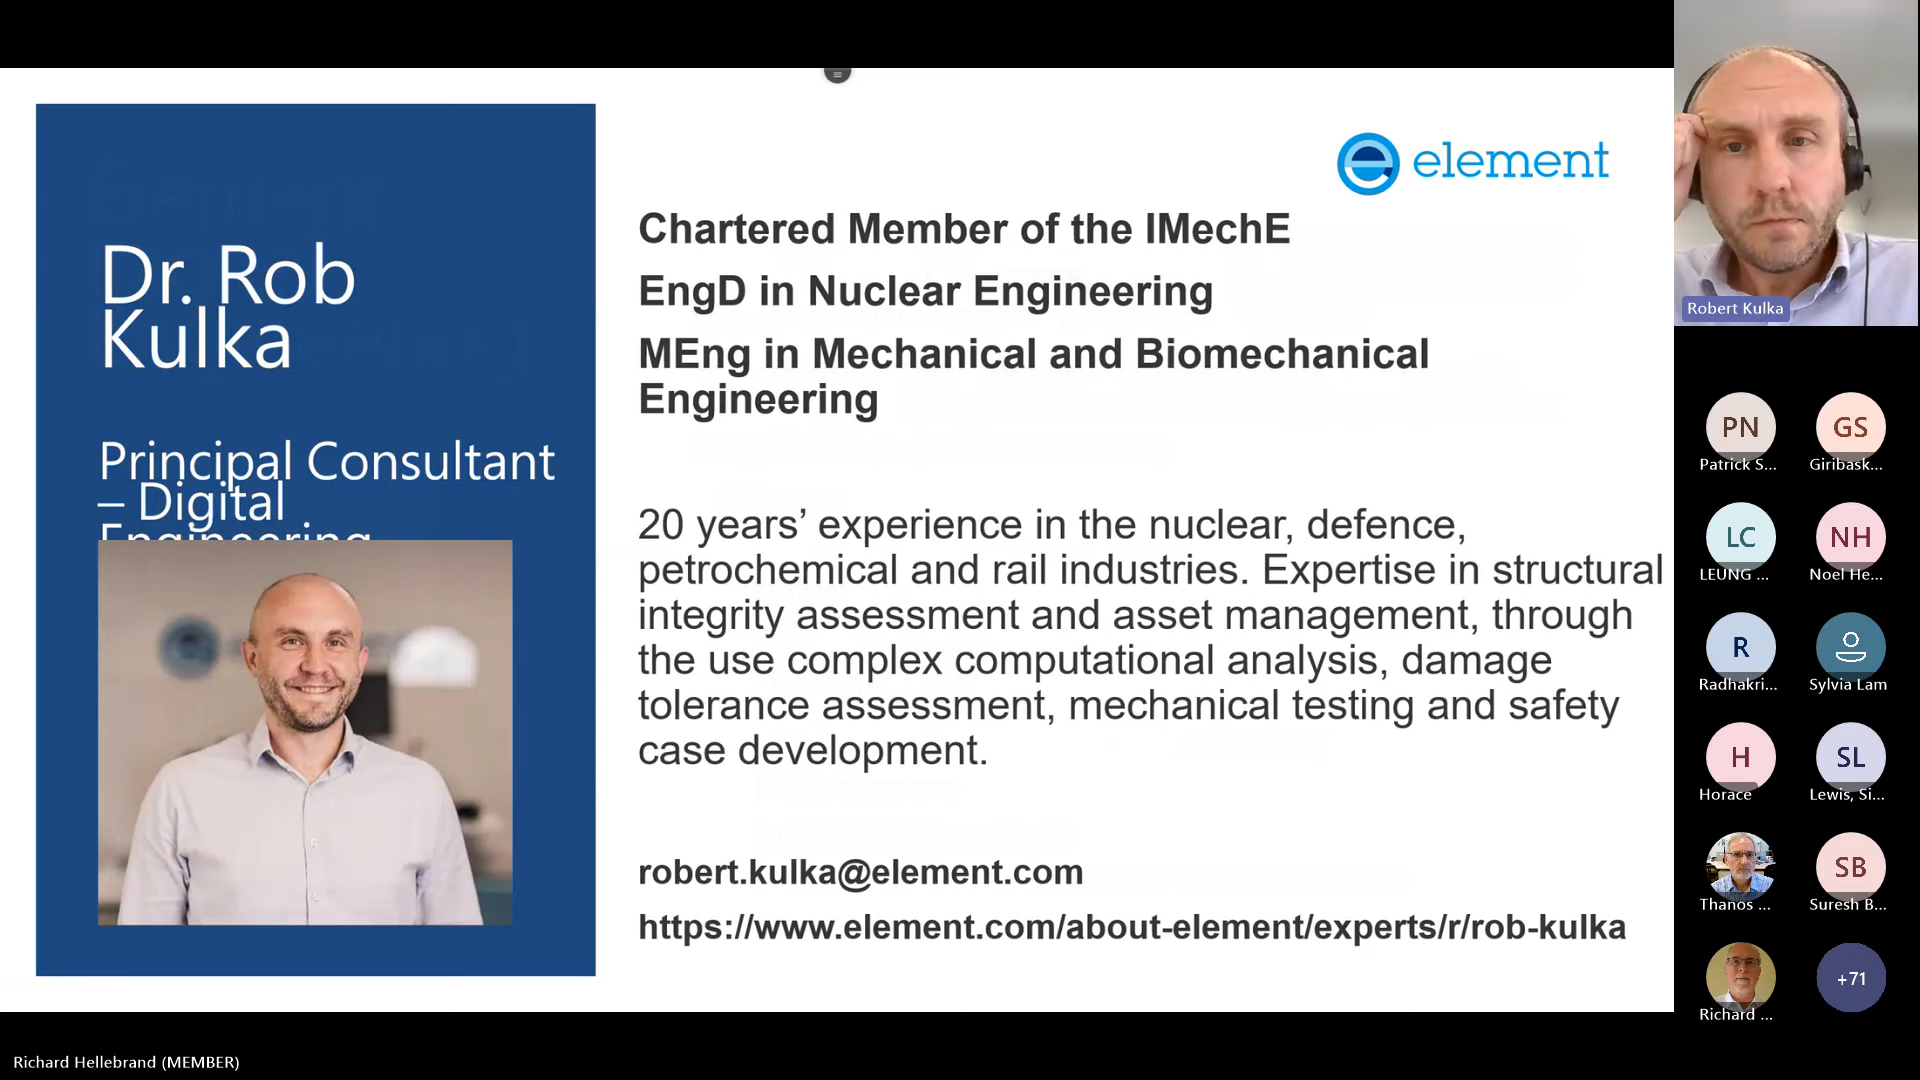 Dr. Rob
Kulka
Principal Consultant
– Digital
Engineering
element
Chartered Member of the IMechE
EngD in Nuclear Engineering
MEng in Mechanical and Biomechanical
Engineering
20 years’ experience in the nuclear, defence,
petrochemical and rail industries. Expertise in structural
integrity assessment and asset management, through
the use complex computational analysis, damage
tolerance assessment, mechanical testing and safety
case development.
robert.kulka@element.com
https://www.element.com/about-element/experts/r/rob-kulka
Robert Kulka
PN
Patrick S...
GS
Giribask...
LC
LEUNG ...
NH
Noel He...
R
Radhakri...
Sylvia Lam
H
Horace
SL
Lewis, Si...
Thanos ...
SB
Suresh B...
Richard ...
+71
Richard Hellebrand (MEMBER)